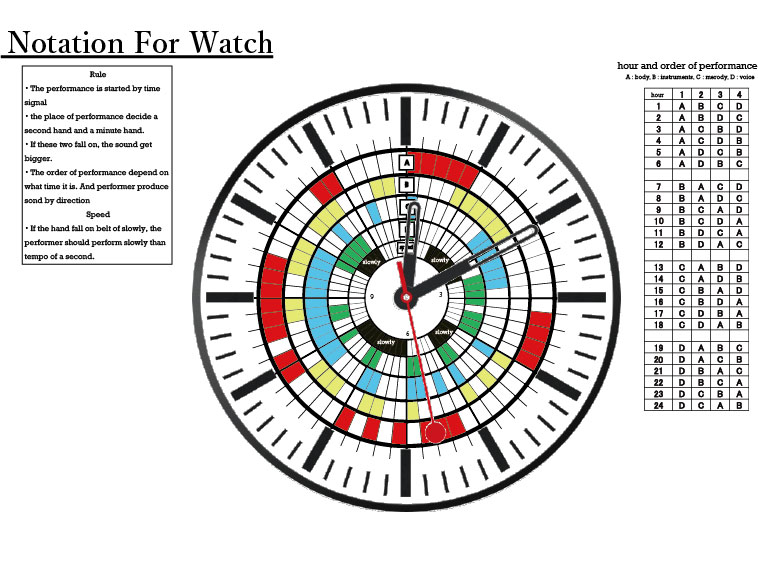 Notation For Watch
Rule
・The performance is started by time
signal
・the place of performance decide a
second hand and a minute hand.
・If these two fall on, the sound get
bigger.
・The order of performance depend on
what time it is. And performer produce
sond by direction
Speed
・If the hand fall on belt of slowly, the
performer should perform slowly than
tempo of a second.
hour and order of performance
A : body, B : instruments, C : merody, D : voice
hour 1 2 3 4
1 A B C D
2 A B D C
3 A C B D
4 A C D B
5 A D C B
6 A D B C
7 B A C D
8 B A D C
9 B C A D
10 B C D A
11 B D C A
12 B D A C
13 C A B D
14 C A D B
15 C B A D
16 C B D A
17 C D B A
18 C D A B
19 D A B C
20 D A C B
21 D B A C
22 D B C A
23 D C B A
24 D C A B
A
B
slowly
slowly
9
3
6
slowly
slowly